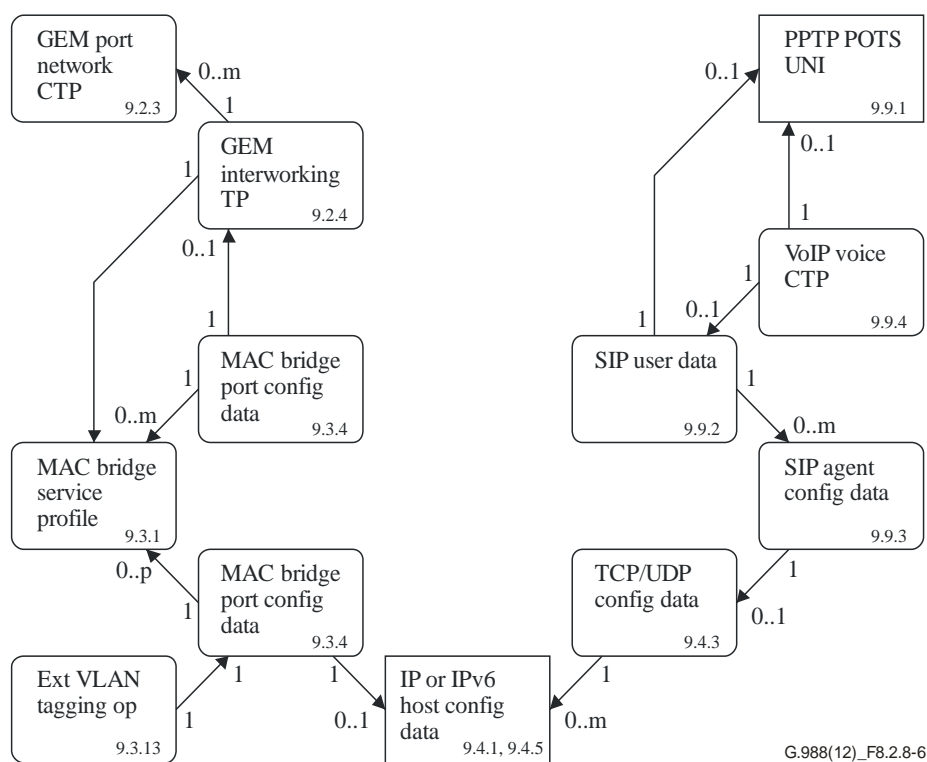 GEM port
network
CTP
9.2.3
0..m
1
GEM
interworking
TP
9.2.4
1
0..1
1
MAC bridge
port config
data
9.3.4
1
0..m
MAC bridge
service
profile
9.3.1
0..p
1
MAC bridge
port config
data
9.3.4
Ext VLAN
tagging op
9.3.13
1
1
1
0..1
IP or IPv6
host config
data
9.4.1, 9.4.5
PPTP POTS
UNI
9.9.1
0..1
0..1
1
VoIP voice
CTP
9.9.4
1
0..1
1
SIP user data
9.9.2
1
0..m
SIP agent
config data
9.9.3
1
0..1
TCP/UDP
config data
9.4.3
1
0..m
G.988(12)_F8.2.8-6